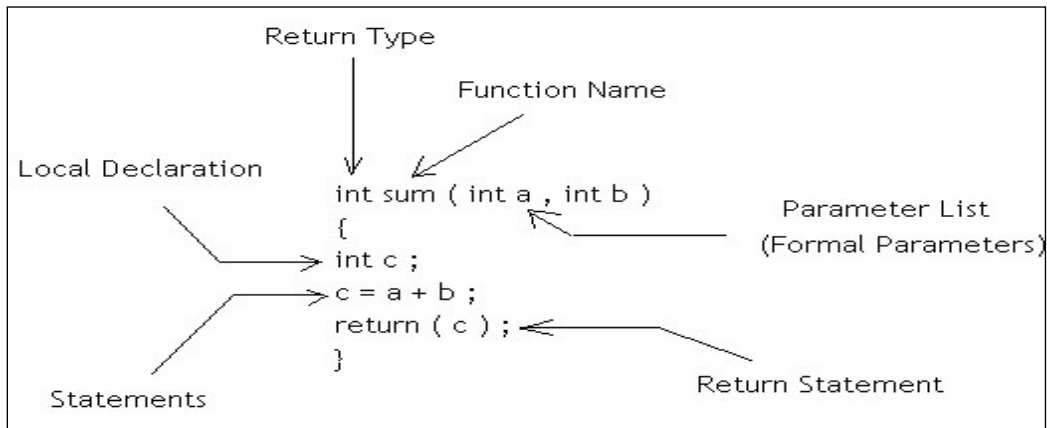 Return Type
Function Name
Local Declaration
int sum ( int a , int b )
Parameter List
{
(Formal Parameters)
int c ;
c = a + b ;
return ( c ) ;
}
Return Statement
Statements